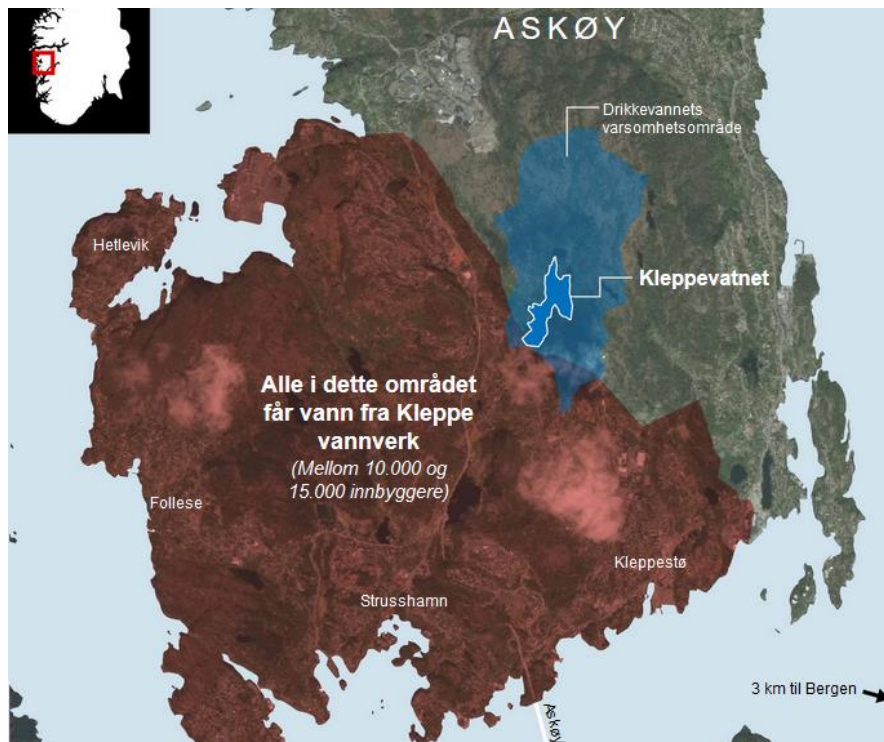 ASKØY
Drikkevannets
varsomhetsområde
Hetlevik
Kleppevatnet
Alle i dette området
får vann fra Kleppe
vannverk
(Mellom 10.000 og
15.000 innbyggere)
Follese
Kleppestø
Strusshamn
3 km til Bergen
Askøy